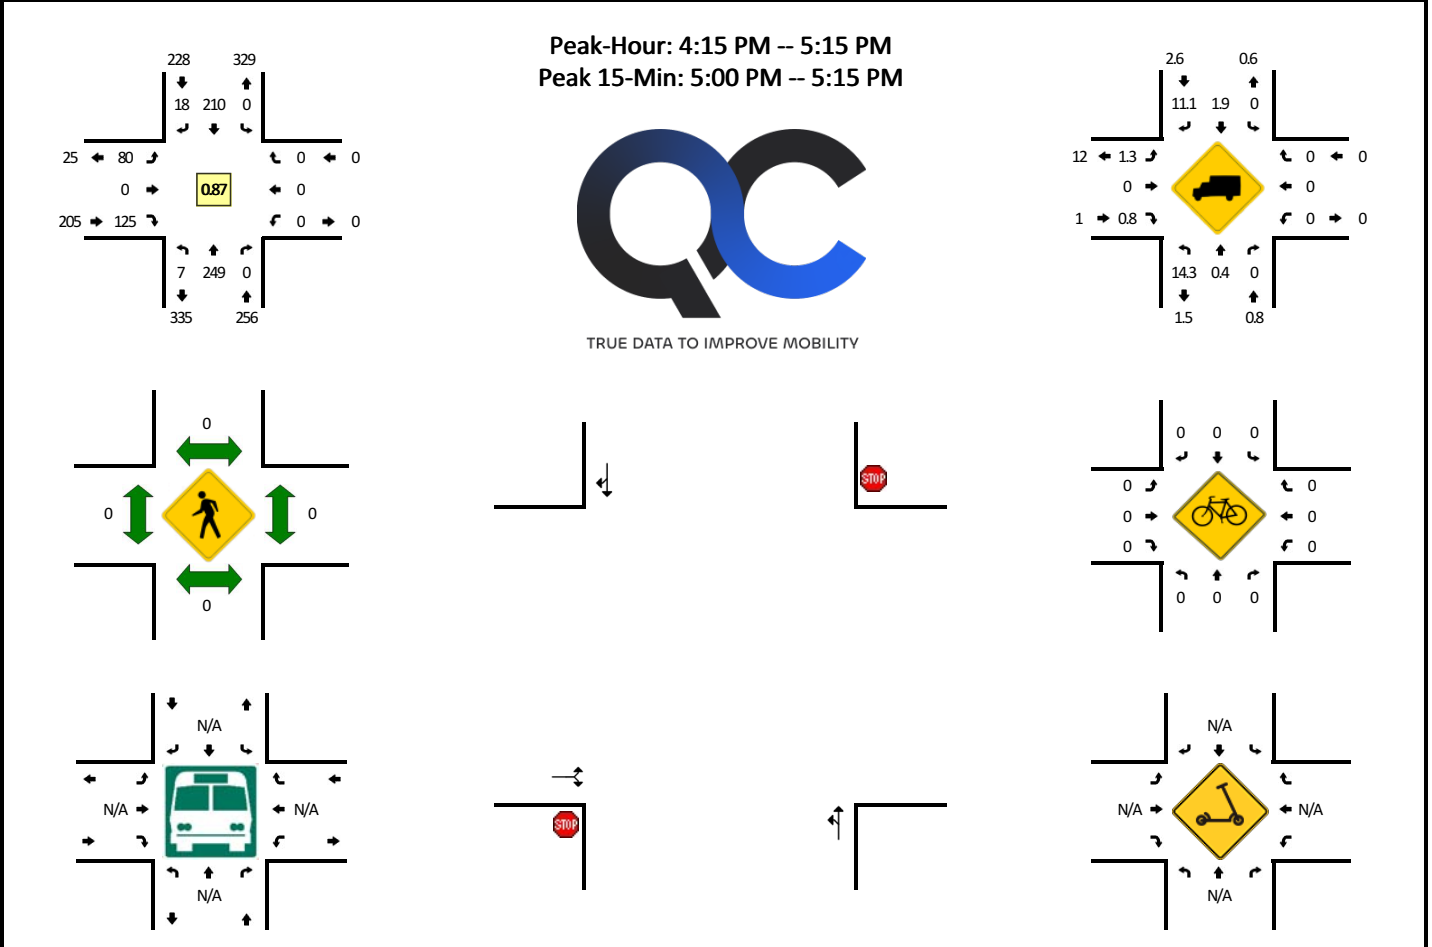 Peak-Hour: 4:15 PM -- 5:15 PM
Peak 15-Min: 5:00 PM -- 5:15 PM
228 329
18 210 0
25 80 0 0
0 0.87 0
205 125 0 0
7 249 0
335 256
QC
TRUE DATA TO IMPROVE MOBILITY
2.6 0.6
11.1 1.9 0
12 1.3 0 0
0 0
1 0.8 0 0
14.3 0.4 0
1.5 0.8
0
0 0
0
STOP
STOP
0 0 0
0 0
0 0
0 0
0 0 0
N/A
N/A N/A
N/A
N/A
N/A N/A
N/A